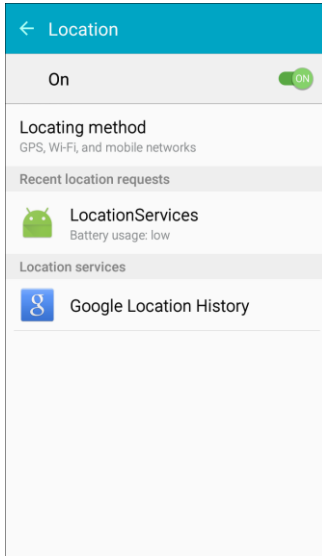 Location
On
ON
Locating method
GPS, Wi-Fi, and mobile networks
Recent location requests
LocationServices
Battery usage: low
Location services
8
Google Location History